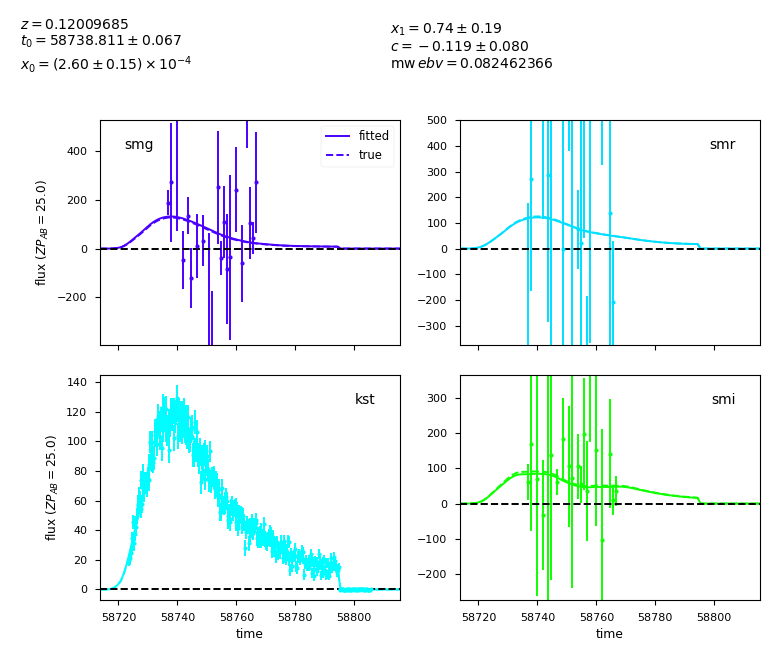 z = 0.12009685
t₀ = 58738.811 ± 0.067
x₀ = (2.60 ± 0.15) × 10⁻⁴
x₁ = 0.74 ± 0.19
c = −0.119 ± 0.080
mw ebv = 0.082462366
smg
fitted
true
400
200
0
−200
flux (ZP_AB = 25.0)
smr
500
400
300
200
100
0
−100
−200
−300
kst
140
120
100
80
60
40
20
0
flux (ZP_AB = 25.0)
58720 58740 58760 58780 58800
time
smi
300
200
100
0
−100
−200
58720 58740 58760 58780 58800
time